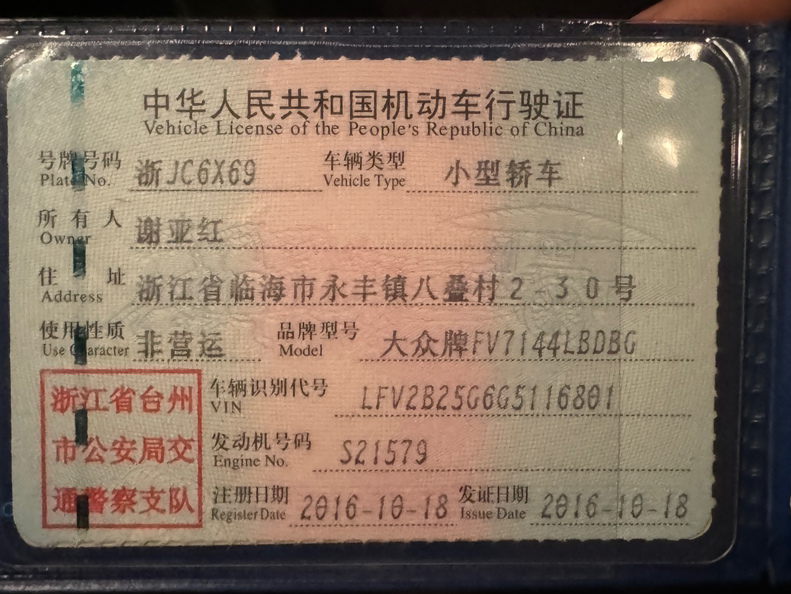 中华人民共和国机动车行驶证
Vehicle License of the People's Republic of China
号牌号码 浙JC6X69 车辆类型 小型轿车
Plate No. Vehicle Type
所有人 谢亚红
Owner
住址 浙江省临海市永丰镇八叠村2-30号
Address
使用性质 非营运 品牌型号 大众牌FV7144LBDBG
Use Character Model
浙江省台州
市公安局交
通警察支队
车辆识别代号 LFV2B25G6G5116801
VIN
发动机号码 S21579
Engine No.
注册日期 2016-10-18 发证日期 2016-10-18
Register Date Issue Date